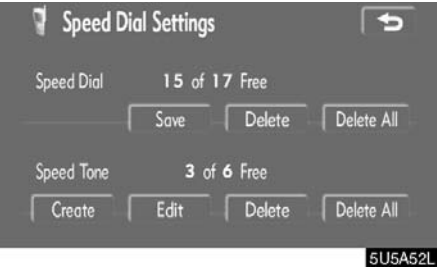 Speed Dial Settings
Speed Dial 15 of 17 Free
Save Delete Delete All
Speed Tone 3 of 6 Free
Create Edit Delete Delete All
5U5A52L